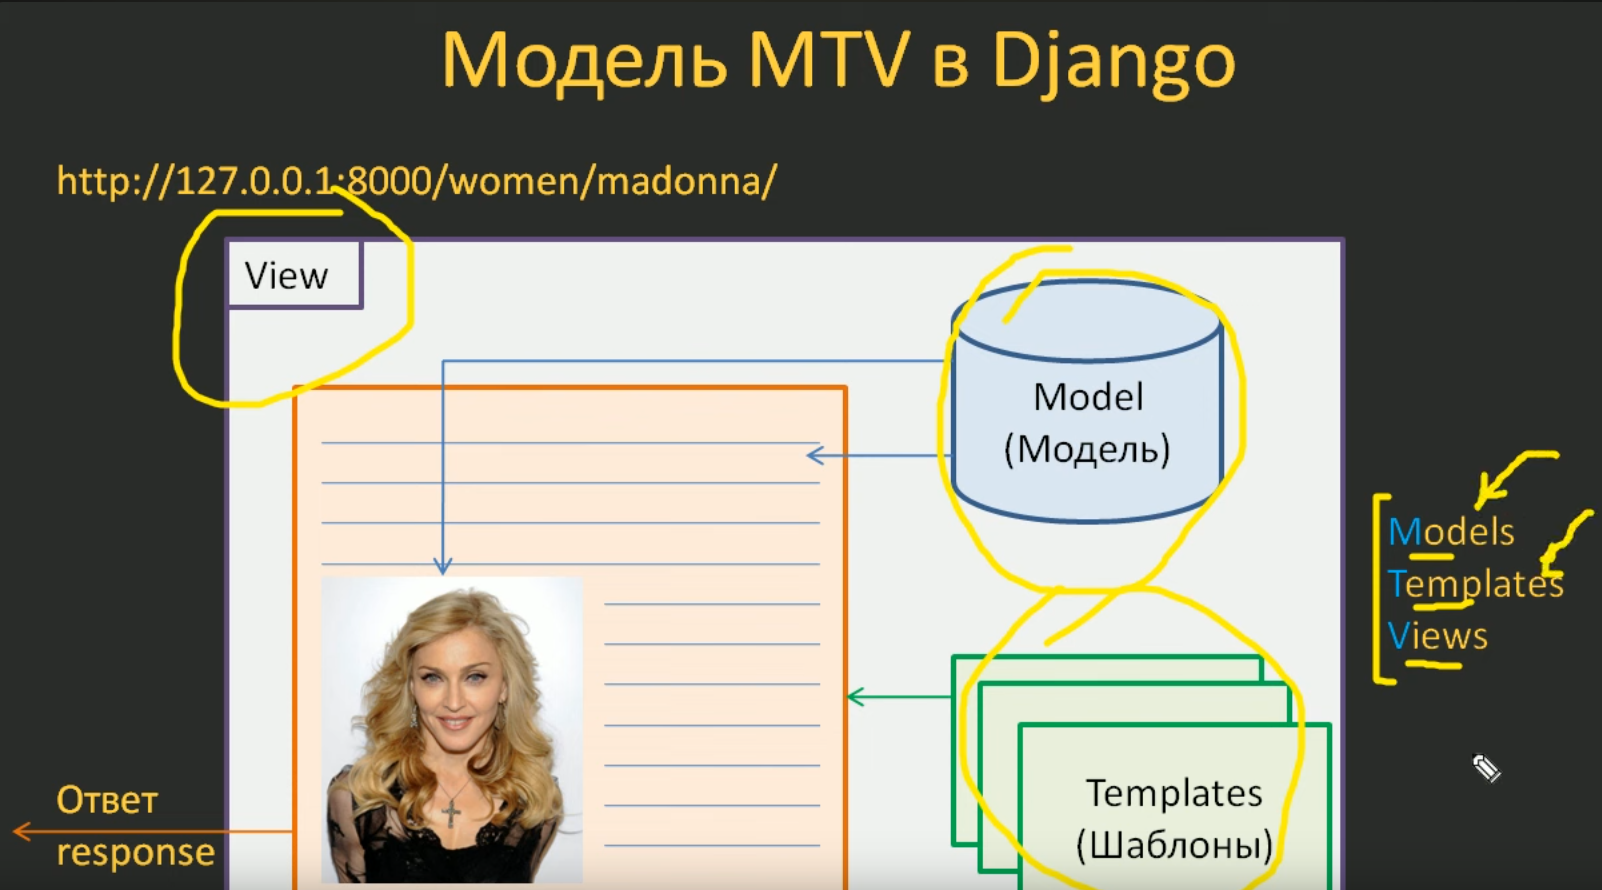 Модель MTV в Django
http://127.0.0.1:8000/women/madonna/
View
Model
(Модель)
Models
Templates
Views
Templates
(Шаблоны)
Ответ
response